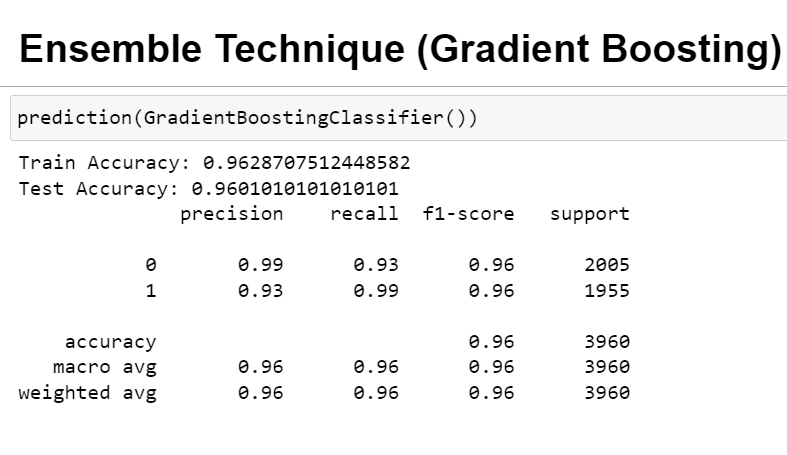 Ensemble Technique (Gradient Boosting)
prediction(GradientBoostingClassifier())
Train Accuracy: 0.9628707512448582
Test Accuracy: 0.9601010101010101
precision recall f1-score support
0 0.99 0.93 0.96 2005
1 0.93 0.99 0.96 1955
accuracy 0.96 3960
macro avg 0.96 0.96 0.96 3960
weighted avg 0.96 0.96 0.96 3960